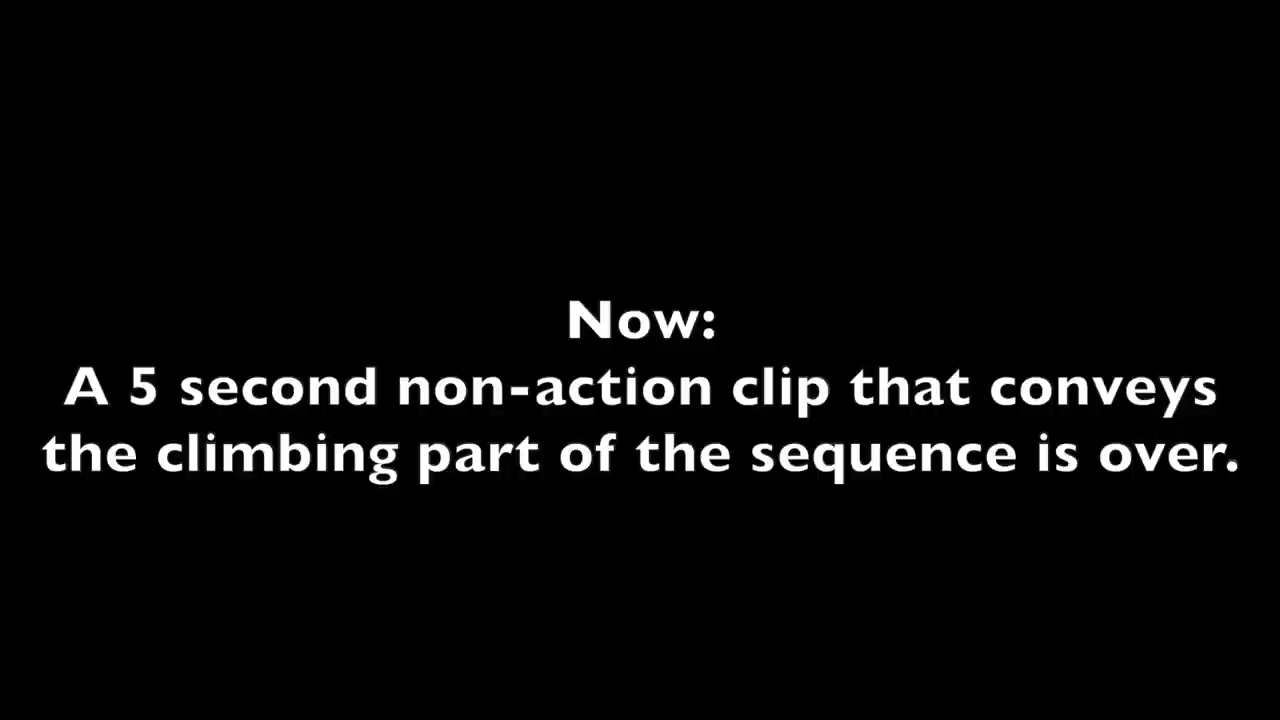 Now:
A 5 second non-action clip that conveys
the climbing part of the sequence is over.